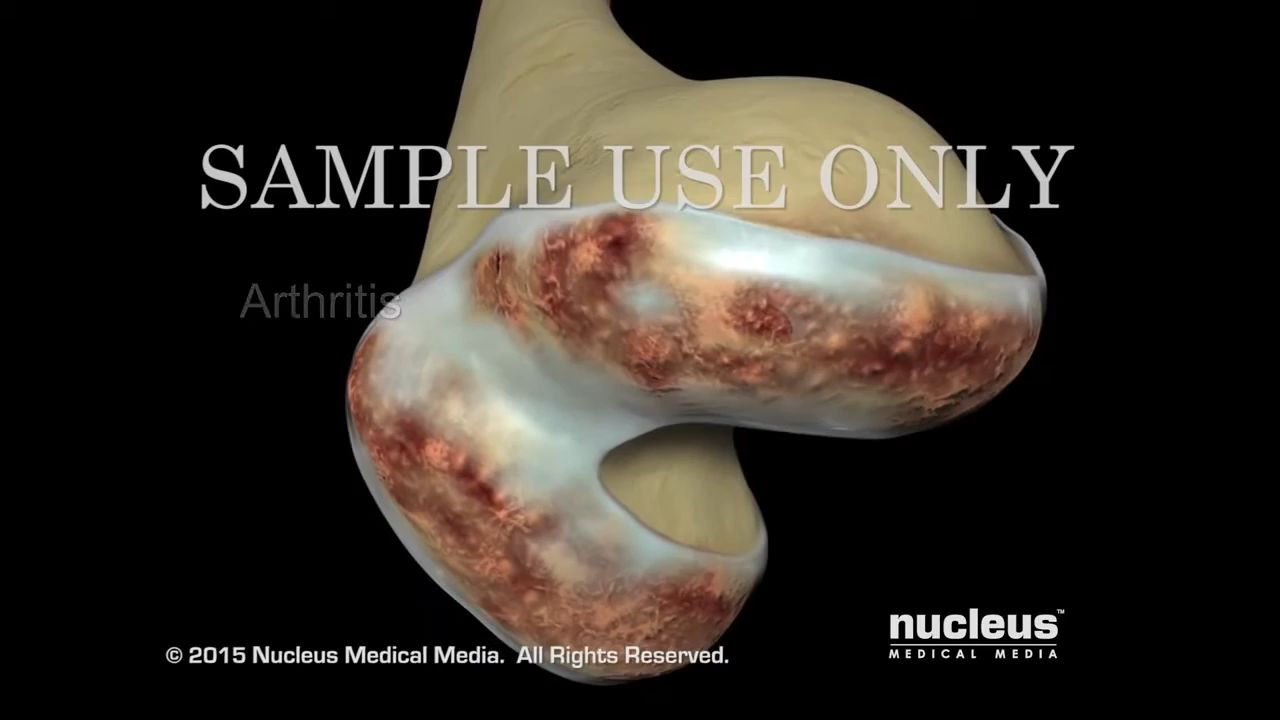 SAMPLE USE ONLY
Arthritis
© 2015 Nucleus Medical Media. All Rights Reserved.
nucleus™
MEDICAL MEDIA